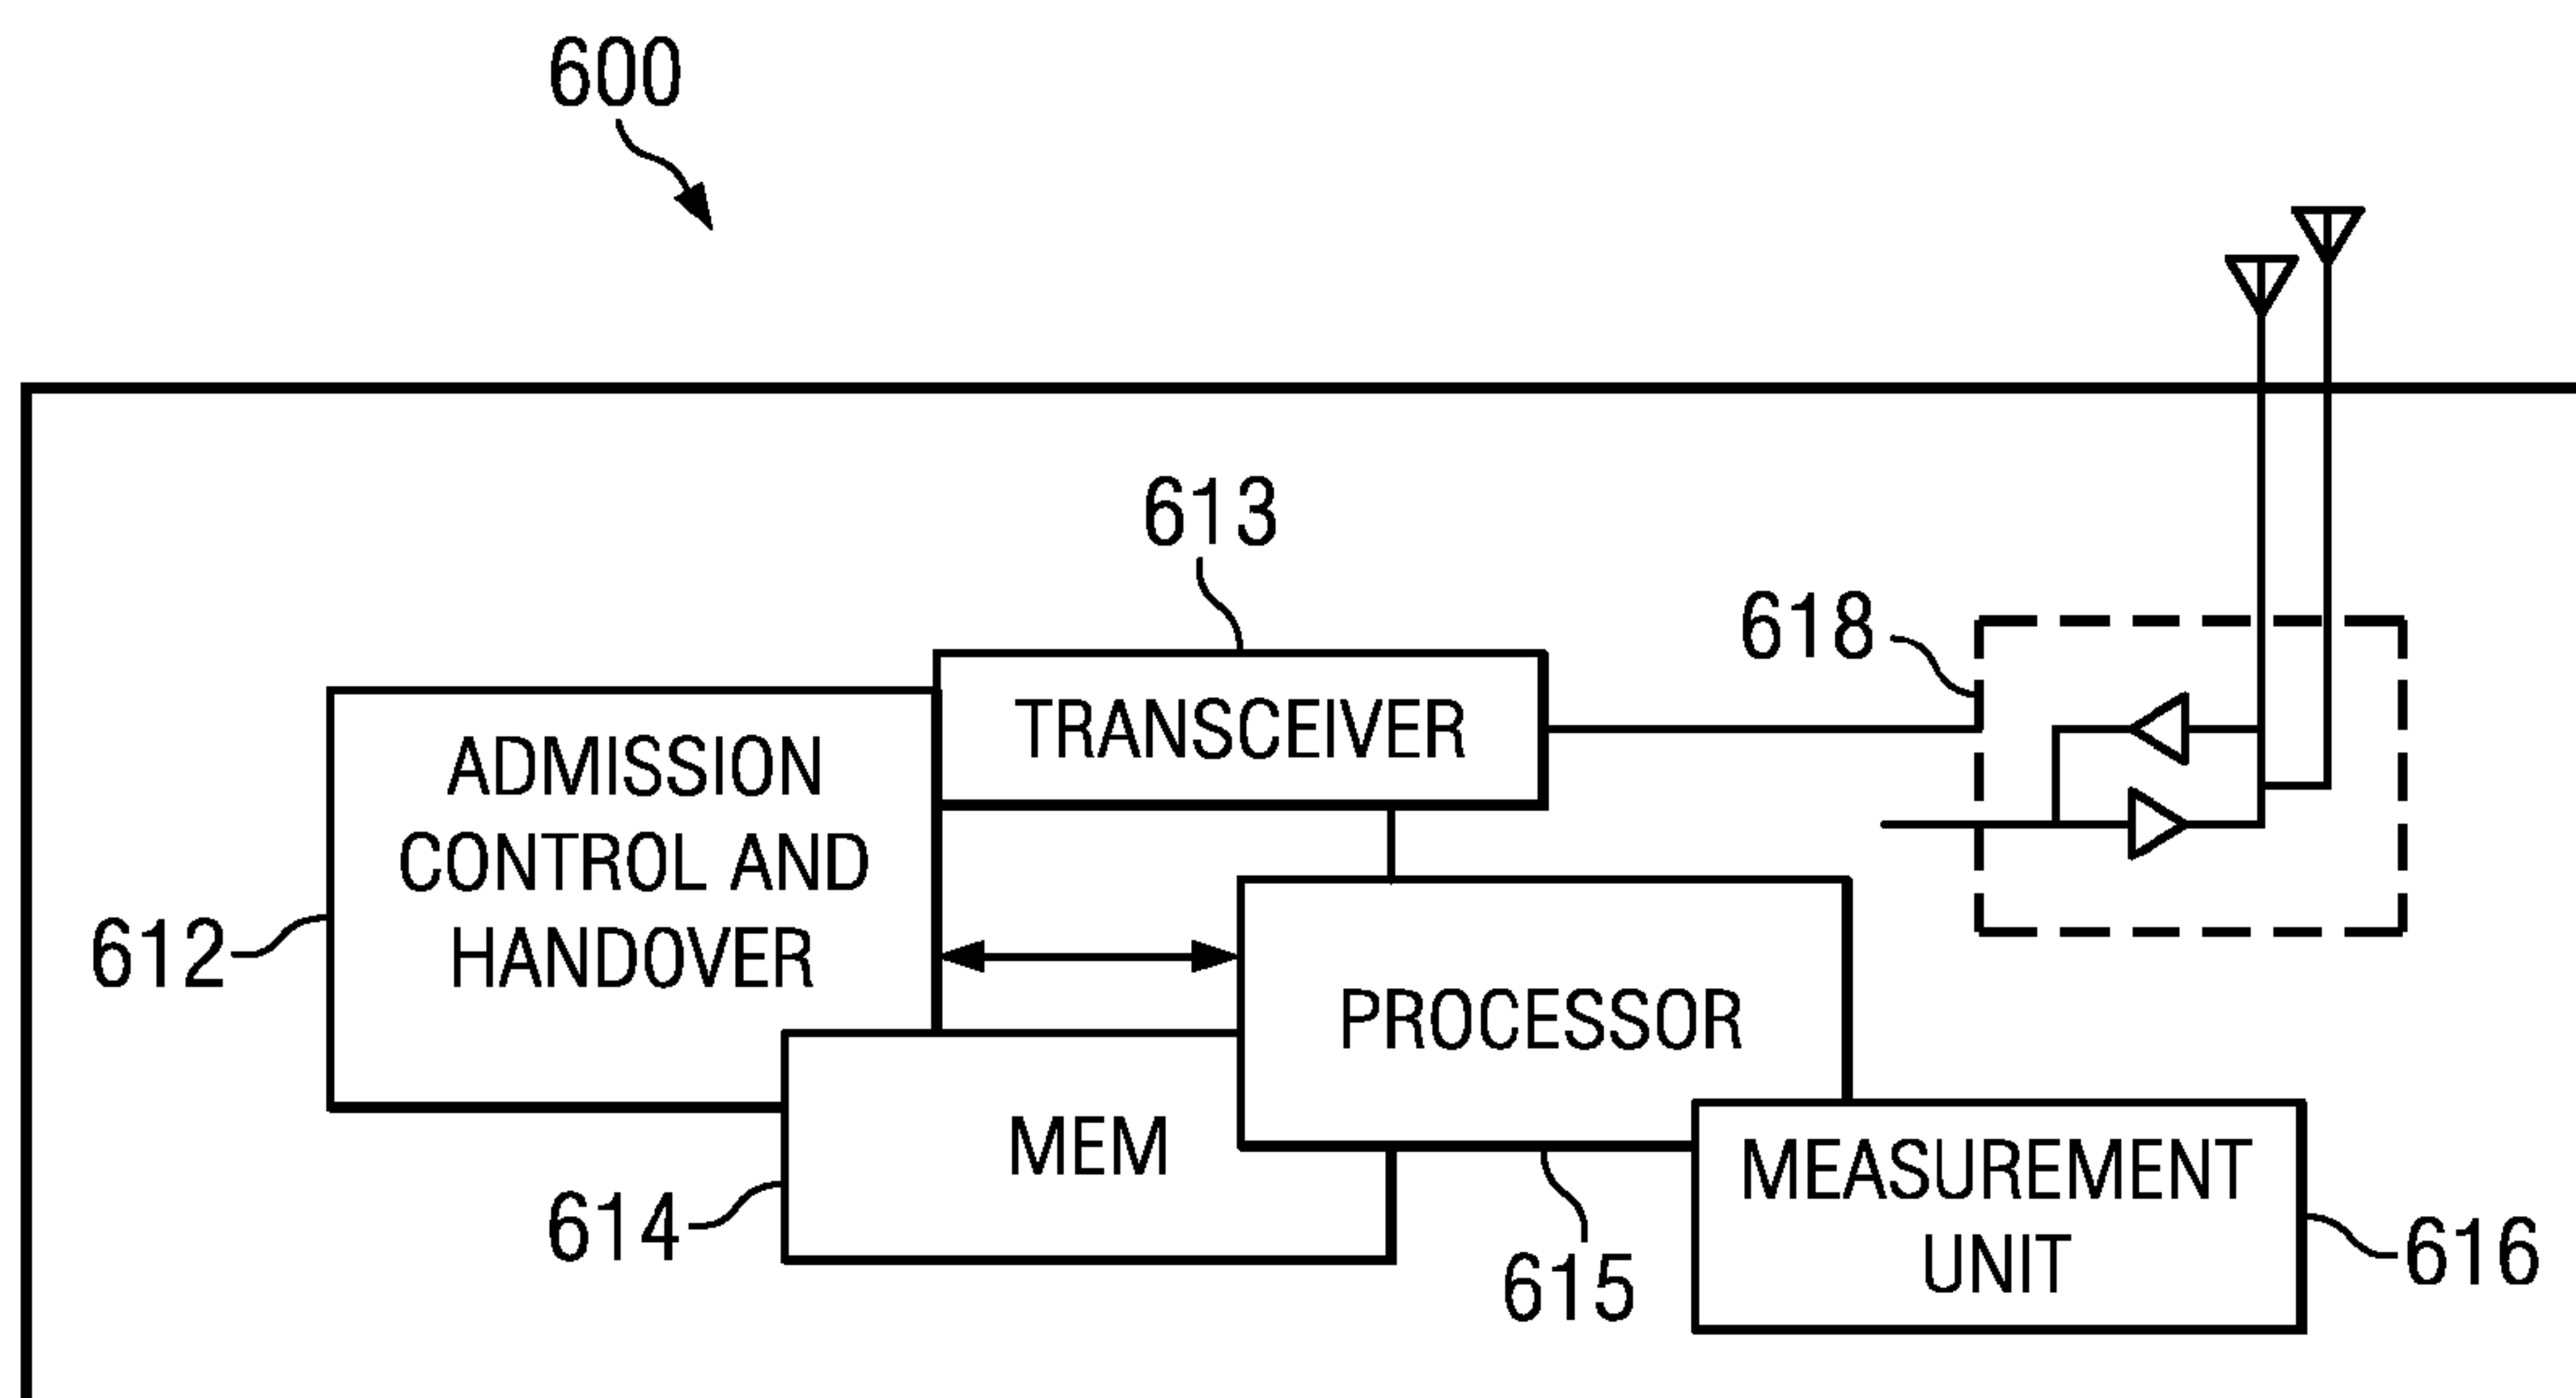 600
613
618
TRANSCEIVER
ADMISSION
CONTROL AND
HANDOVER
612
PROCESSOR
MEM
MEASUREMENT
UNIT
614
615
616